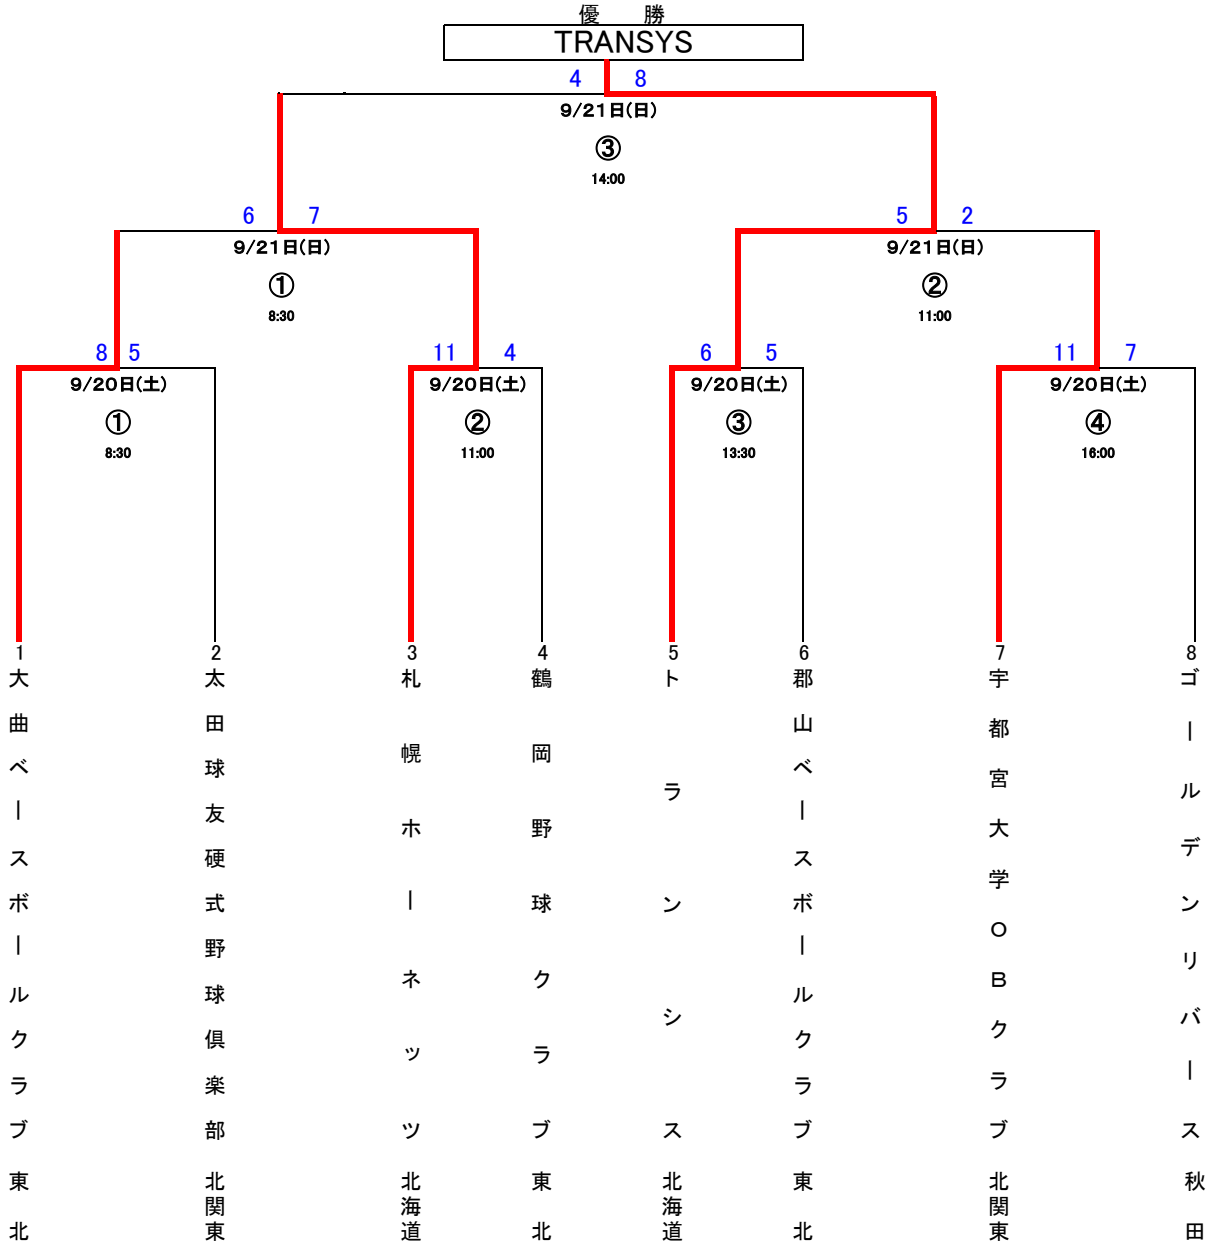 優　勝
TRANSYS
4 8
9/21日(日)
③
14:00
6 7
5 2
9/21日(日)
9/21日(日)
①
②
8:30
11:00
8 5
11 4
6 5
11 7
9/20日(土)
9/20日(土)
9/20日(土)
9/20日(土)
①
②
③
④
8:30
11:00
13:30
16:00
1
大曲ベースボールクラブ
東北
2
太田球友硬式野球倶楽部
北関東
3
札幌ホーネッツ
北海道
4
鶴岡野球クラブ
東北
5
トランシス
北海道
6
郡山ベースボールクラブ
東北
7
宇都宮大学OBクラブ
北関東
8
ゴールデンリバース
秋田